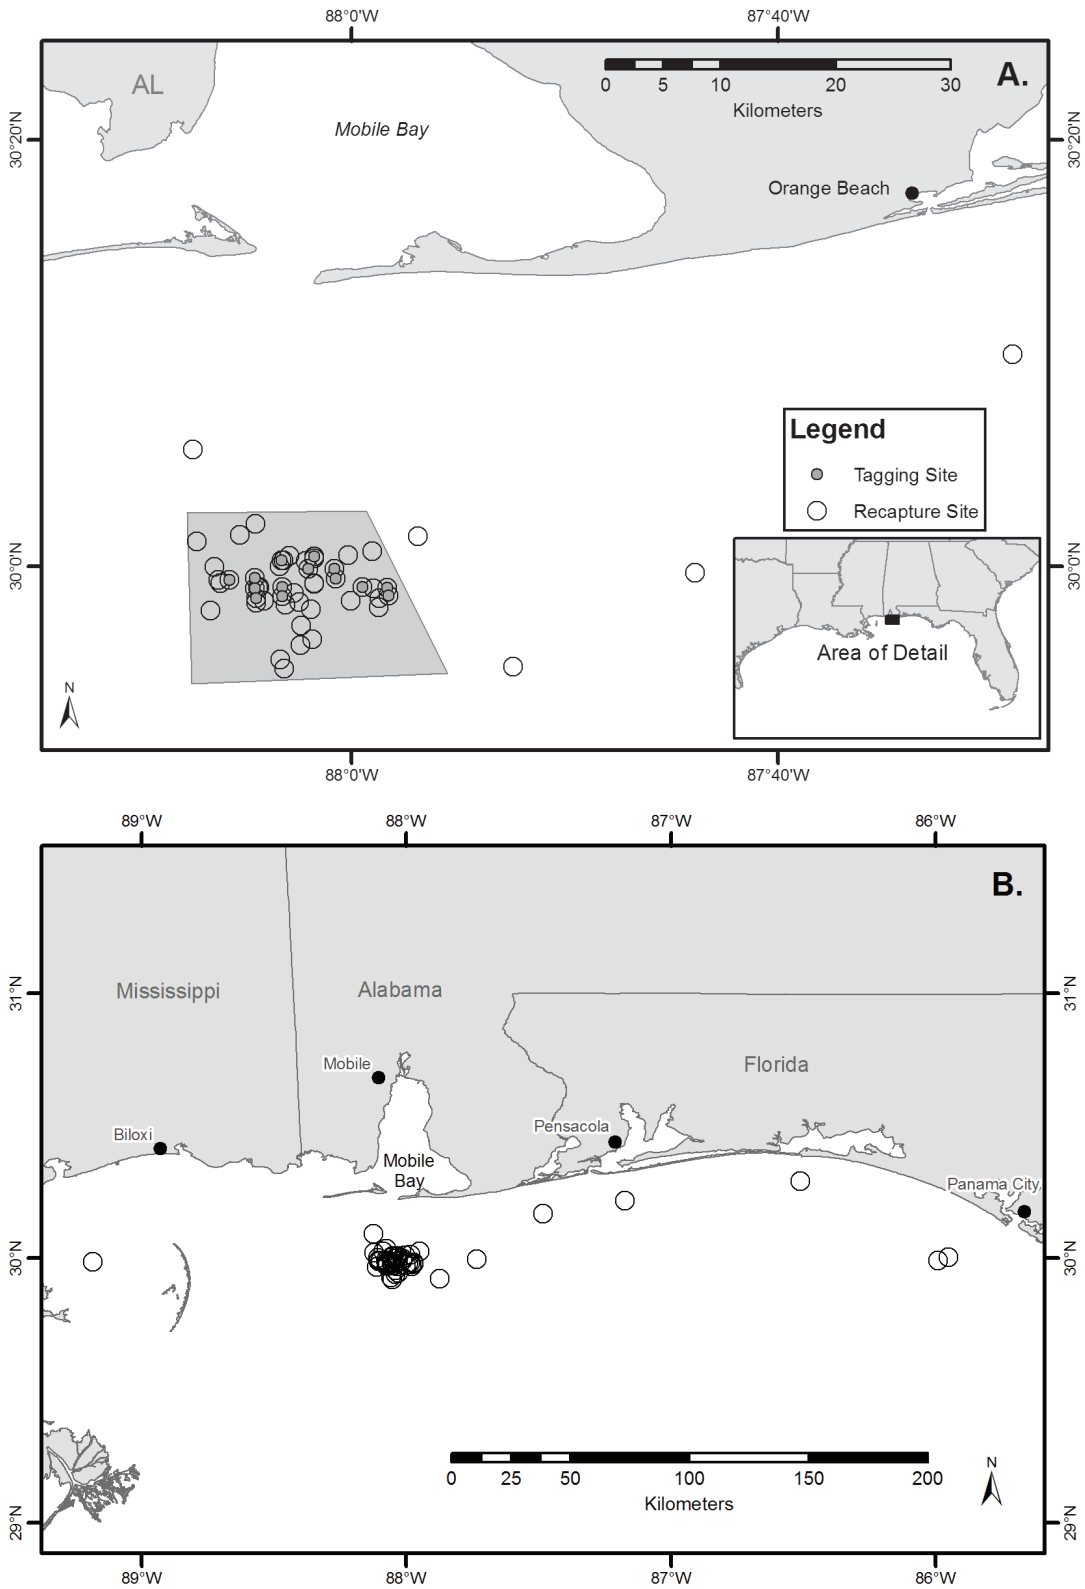 88°0'W
87°40'W
A.
AL
0 5 10 20 30
Kilometers
Mobile Bay
30°20'N
30°20'N
Orange Beach
Legend
Tagging Site
Recapture Site
30°0'N
30°0'N
Area of Detail
N
88°0'W
87°40'W
89°W
88°W
87°W
86°W
B.
31°N
31°N
Mississippi
Alabama
Florida
Mobile
Biloxi
Pensacola
Mobile
Bay
Panama City
30°N
30°N
0 25 50 100 150 200
Kilometers
N
29°N
29°N
89°W
88°W
87°W
86°W